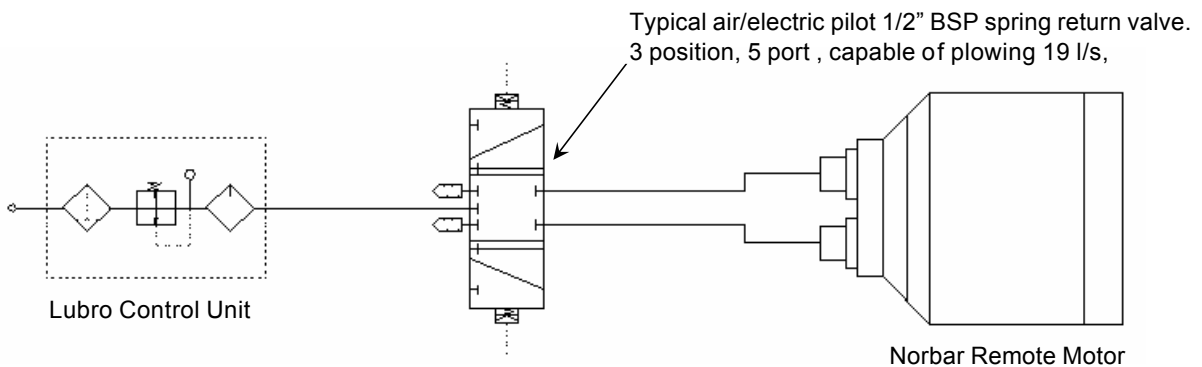 Typical air/electric pilot 1/2” BSP spring return valve.
3 position, 5 port , capable of plowing 19 l/s,
Lubro Control Unit
Norbar Remote Motor